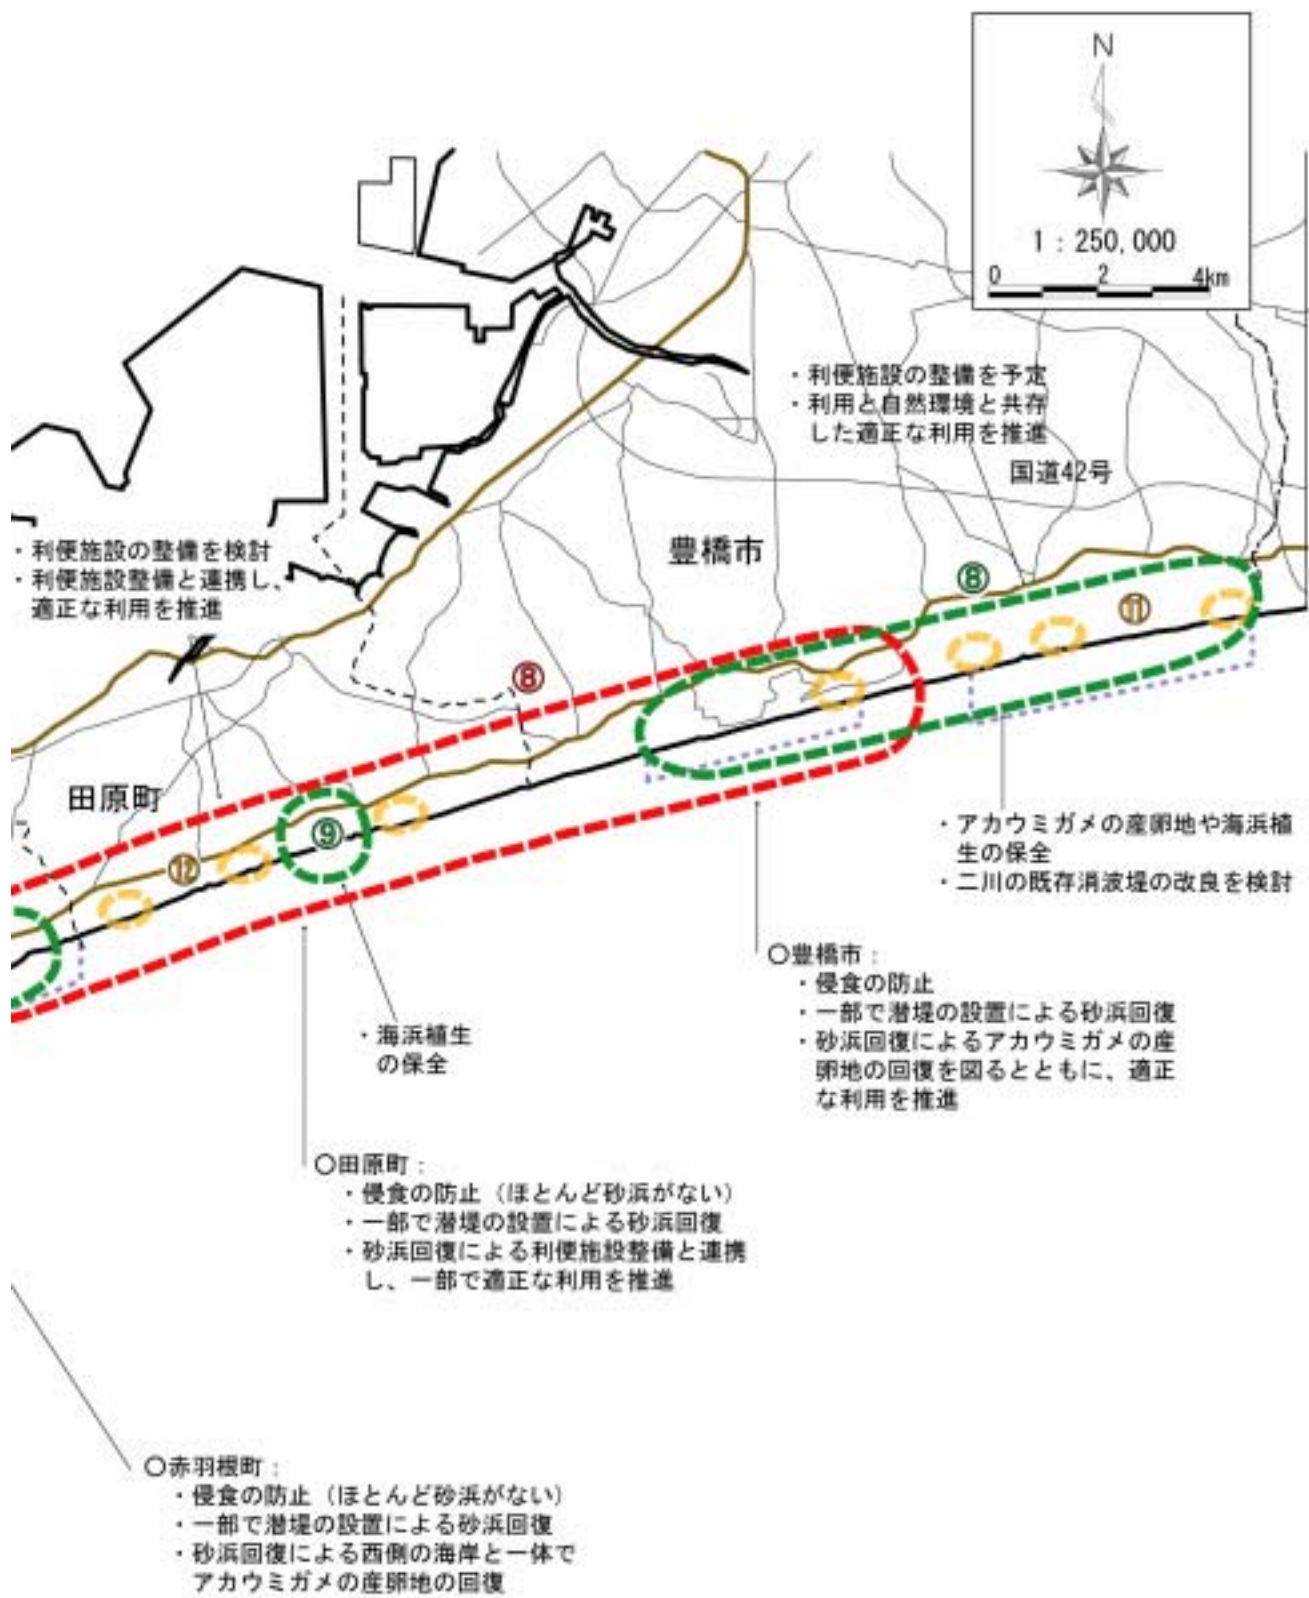 N
1：250,000
0 2 4km
・利便施設の整備を予定
・利用と自然環境と共存
した適正な利用を推進
国道42号
・利便施設の整備を検討
・利便施設整備と連携し、
適正な利用を推進
豊橋市
⑧
⑪
⑧
田原町
⑨
⑫
・アカウミガメの産卵地や海浜植
生の保全
・二川の既存消波堤の改良を検討
○豊橋市：
・侵食の防止
・一部で潜堤の設置による砂浜回復
・砂浜回復によるアカウミガメの産
卵地の回復を図るとともに、適正
な利用を推進
・海浜植生
の保全
○田原町：
・侵食の防止（ほとんど砂浜がない）
・一部で潜堤の設置による砂浜回復
・砂浜回復による利便施設整備と連携
し、一部で適正な利用を推進
○赤羽根町：
・侵食の防止（ほとんど砂浜がない）
・一部で潜堤の設置による砂浜回復
・砂浜回復による西側の海岸と一体で
アカウミガメの産卵地の回復